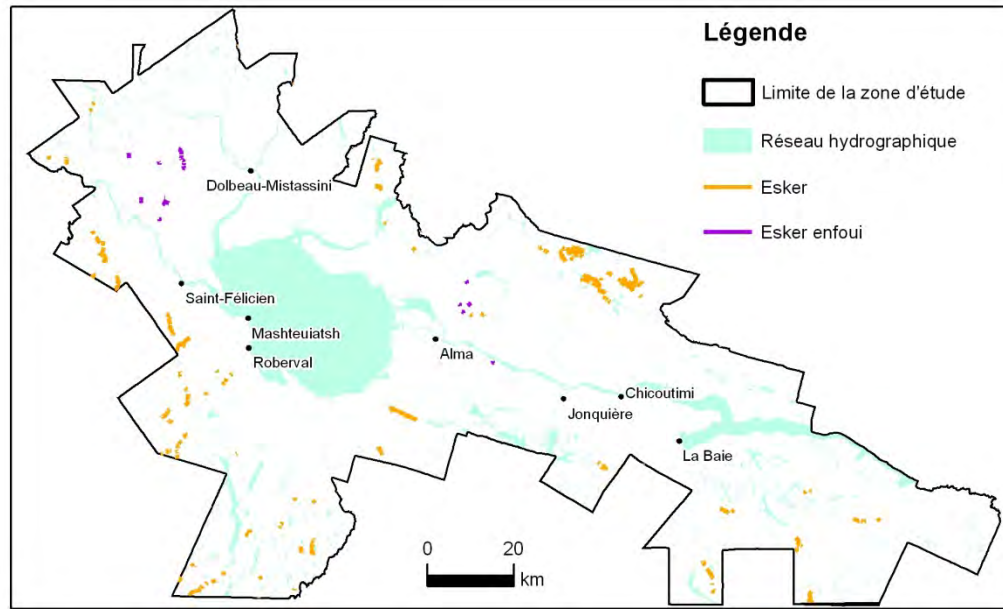 Légende
Limite de la zone d'étude
Réseau hydrographique
Esker
Esker enfoui
Dolbeau-Mistassini
Saint-Félicien
Mashteuiatsh
Roberval
Alma
Chicoutimi
Jonquière
La Baie
0 20
km